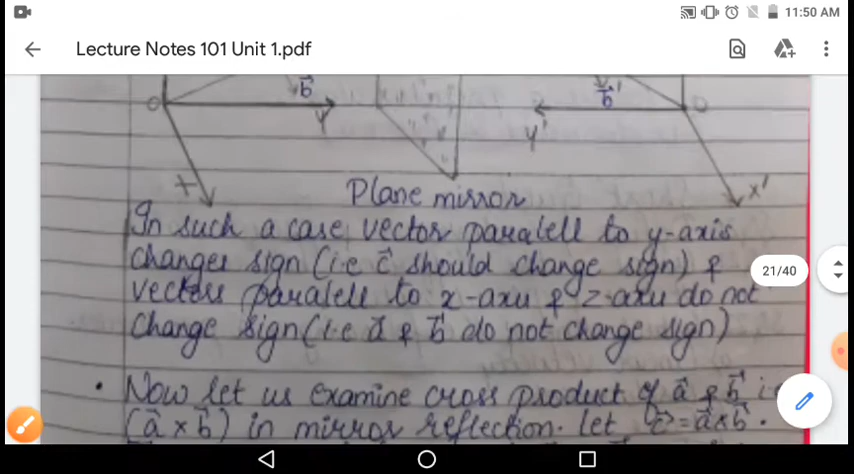 11:50 AM
Lecture Notes 101 Unit 1.pdf
O b⃗ Y
b⃗' O Y'
X X'
Plane mirror
In such a case vector paralell to y-axis
changes sign (i.e c⃗ should change sign) &
vectors paralell to x-axis & z-axis do not
change sign (i.e a⃗ & b⃗ do not change sign)
21/40
• Now let us examine cross product of a⃗ & b⃗ i
(a⃗ x b⃗) in mirror reflection. let c⃗ = a⃗ x b⃗.